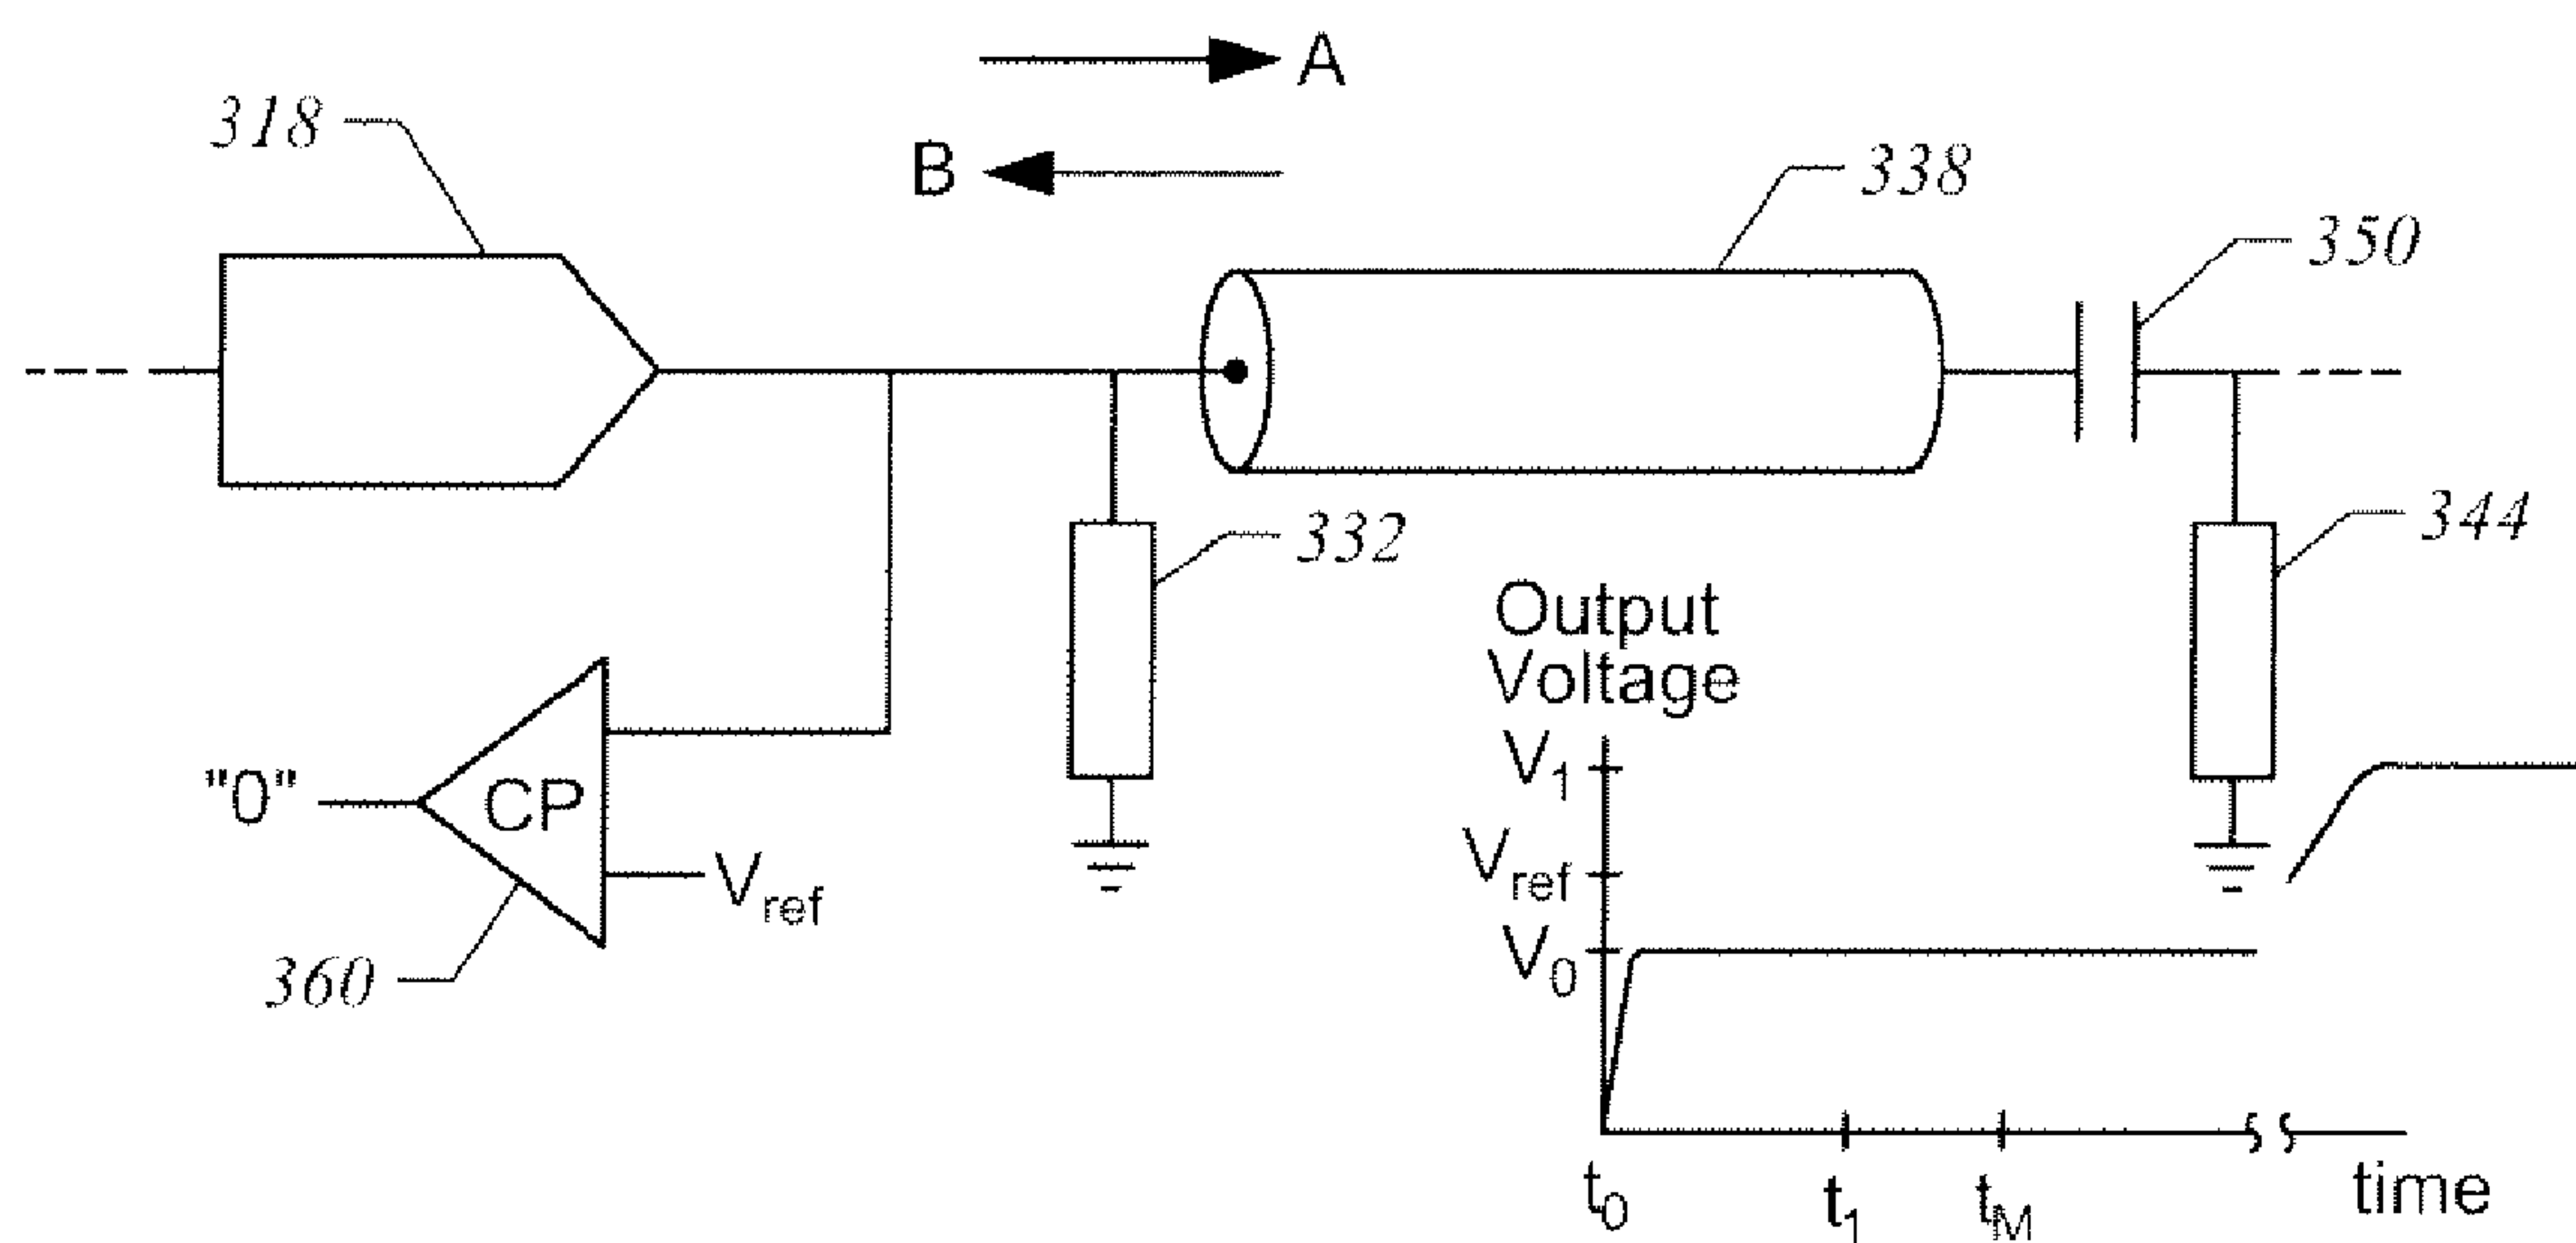 A
318
B
338
350
332
344
Output
Voltage
"0"
CP
V1
Vref
Vref
V0
360
t0
t1
tM
time